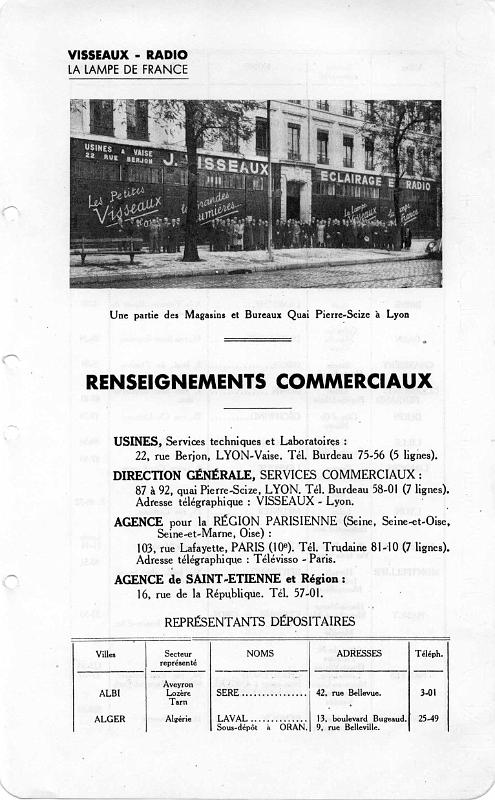 VISSEAUX - RADIO
LA LAMPE DE FRANCE
USINES A VAISE
22 RUE BERJON
J. VISSEAUX
ECLAIRAGE ET RADIO
Les Petites
Visseaux
grandes
lumières
La lampe
Visseaux
France
Une partie des Magasins et Bureaux Quai Pierre-Scize à Lyon
RENSEIGNEMENTS COMMERCIAUX
USINES, Services techniques et Laboratoires :
22, rue Berjon, LYON-Vaise. Tél. Burdeau 75-56 (5 lignes).
DIRECTION GÉNÉRALE, SERVICES COMMERCIAUX :
87 à 92, quai Pierre-Scize, LYON. Tél. Burdeau 58-01 (7 lignes).
Adresse télégraphique : VISSEAUX - Lyon.
AGENCE pour la RÉGION PARISIENNE (Seine, Seine-et-Oise,
Seine-et-Marne, Oise) :
103, rue Lafayette, PARIS (10e). Tél. Trudaine 81-10 (7 lignes).
Adresse télégraphique : Télévisso - Paris.
AGENCE de SAINT-ETIENNE et Région :
16, rue de la République. Tél. 57-01.
REPRÉSENTANTS DÉPOSITAIRES
Villes Secteur représenté NOMS ADRESSES Téléph.
ALBI Aveyron Lozère Tarn SERE ................ 42, rue Bellevue. 3-01
ALGER Algérie LAVAL .............. 13, boulevard Bugeaud. 25-49
Sous-dépôt à ORAN. 9, rue Belleville.